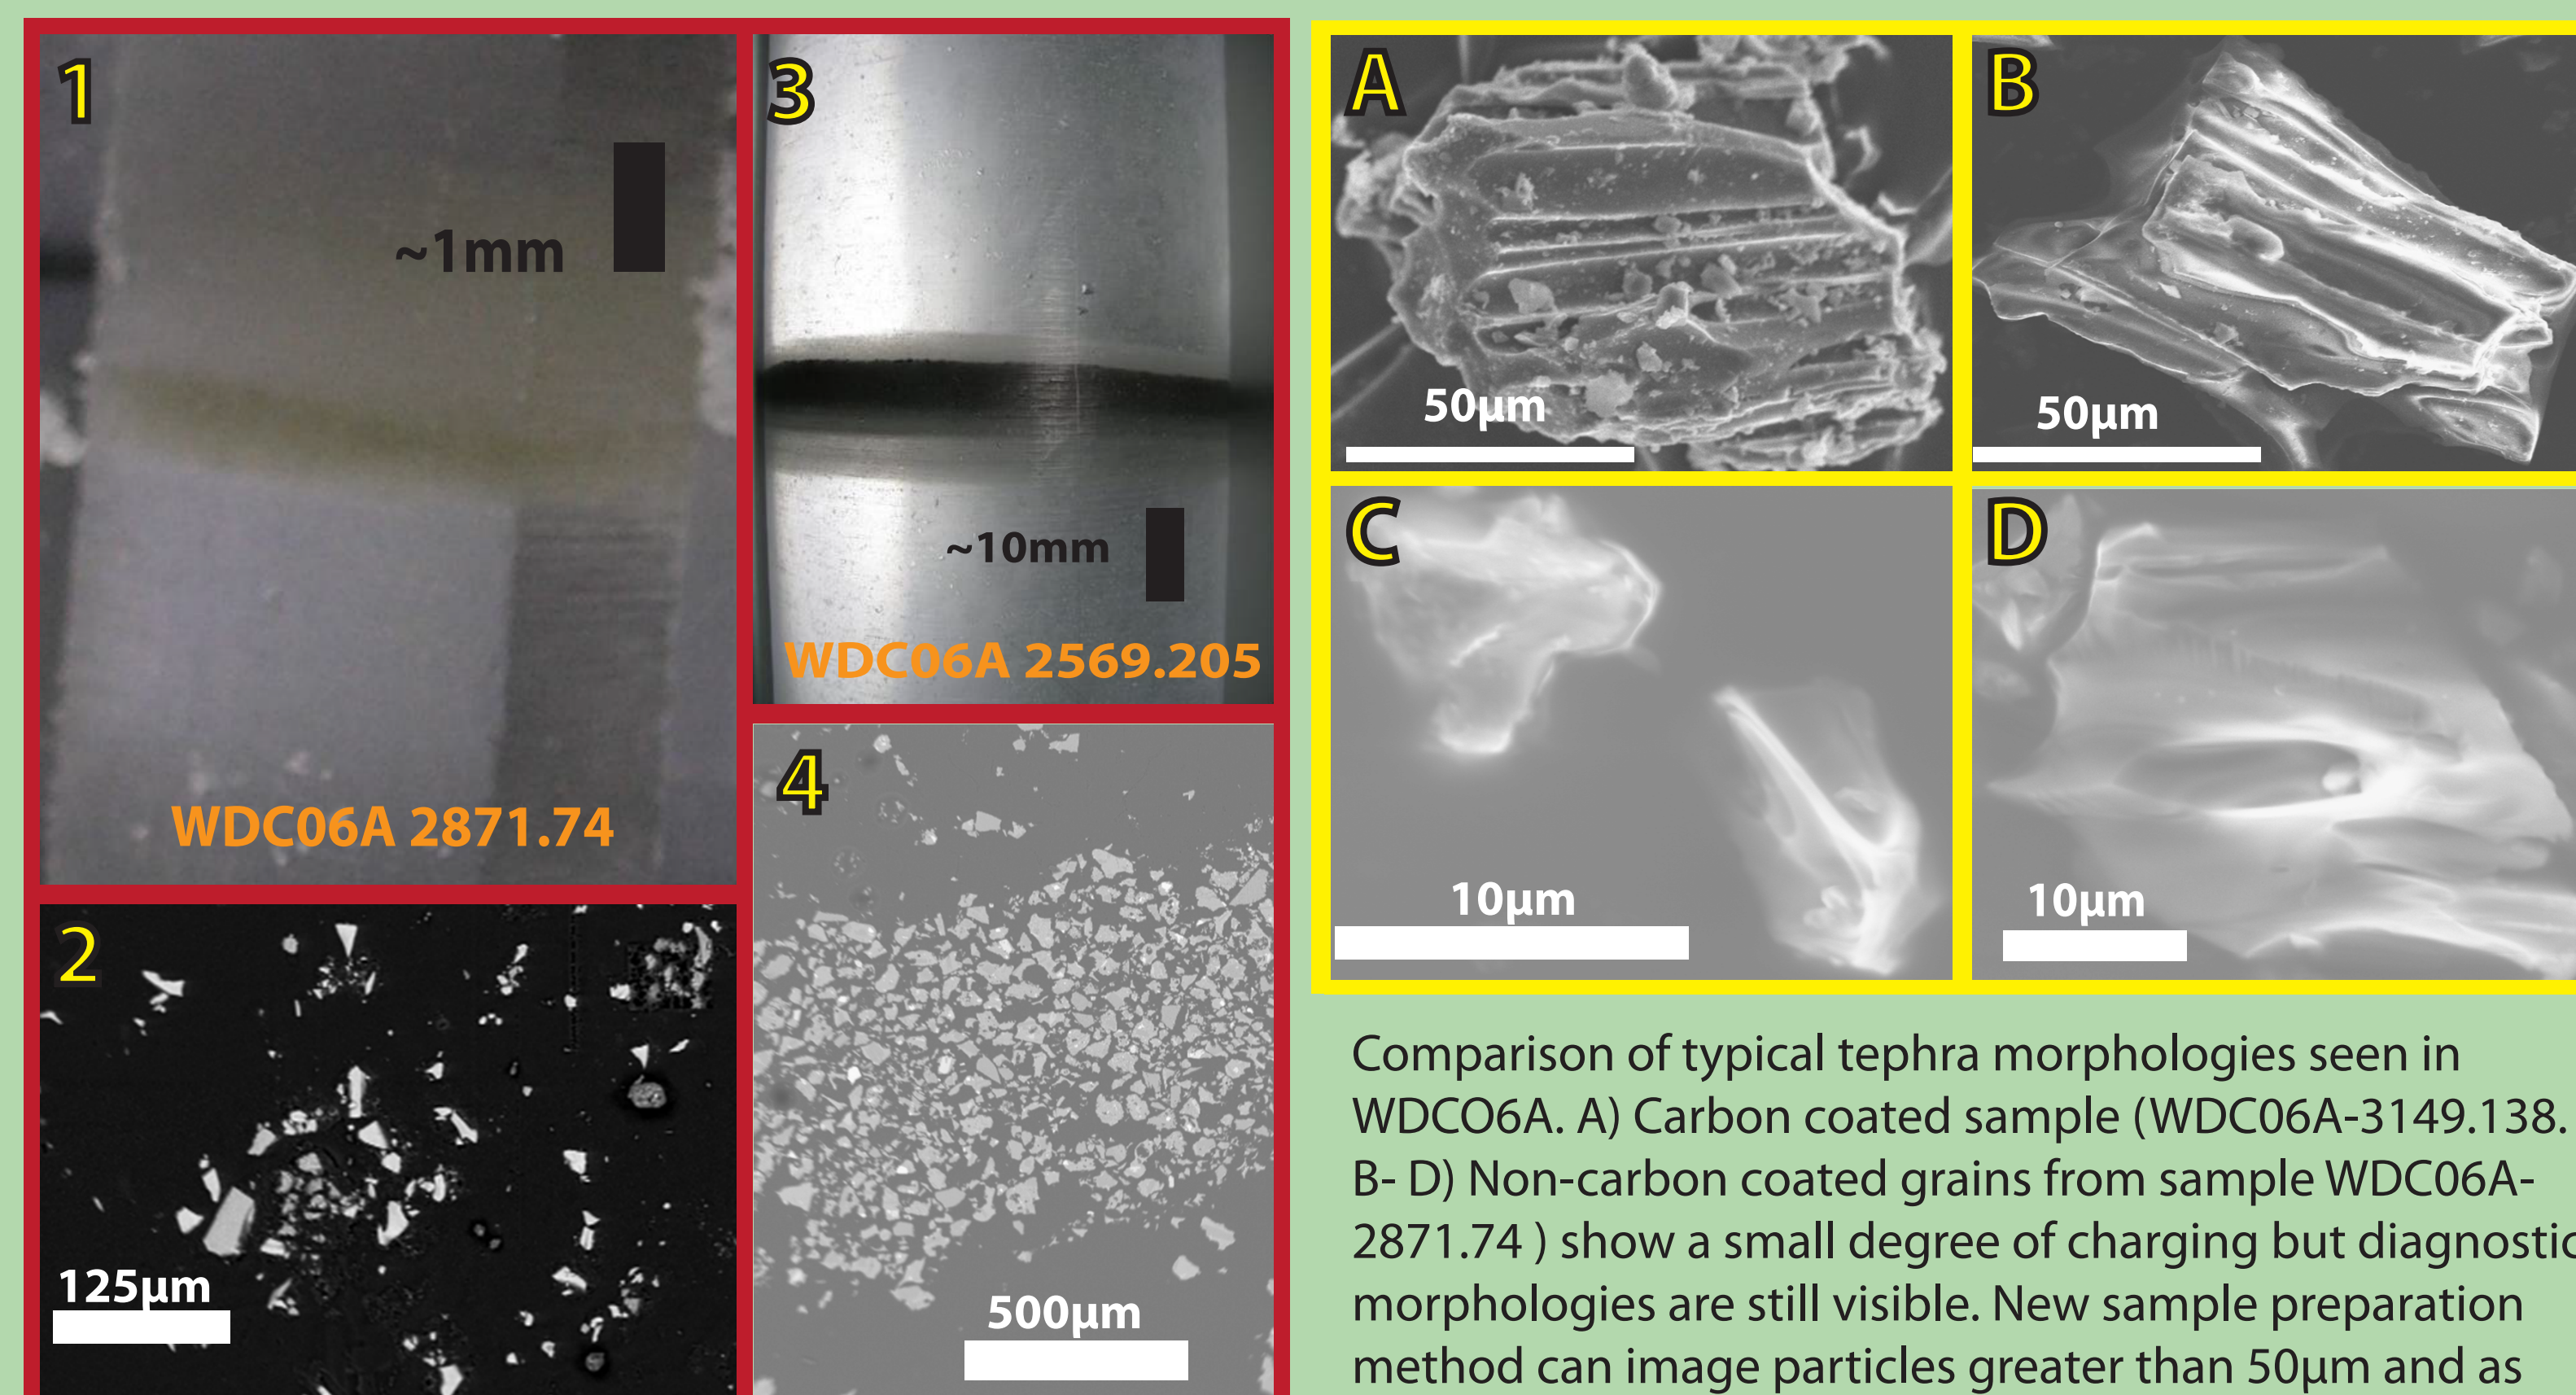 1
~1mm
WDC06A 2871.74
2
125µm
3
~10mm
WDC06A 2569.205
4
500µm
A
50µm
B
50µm
C
10µm
D
10µm
Comparison of typical tephra morphologies seen in
WDCO6A. A) Carbon coated sample (WDC06A-3149.138.
B- D) Non-carbon coated grains from sample WDC06A-
2871.74 ) show a small degree of charging but diagnostic
morphologies are still visible. New sample preparation
method can image particles greater than 50µm and as